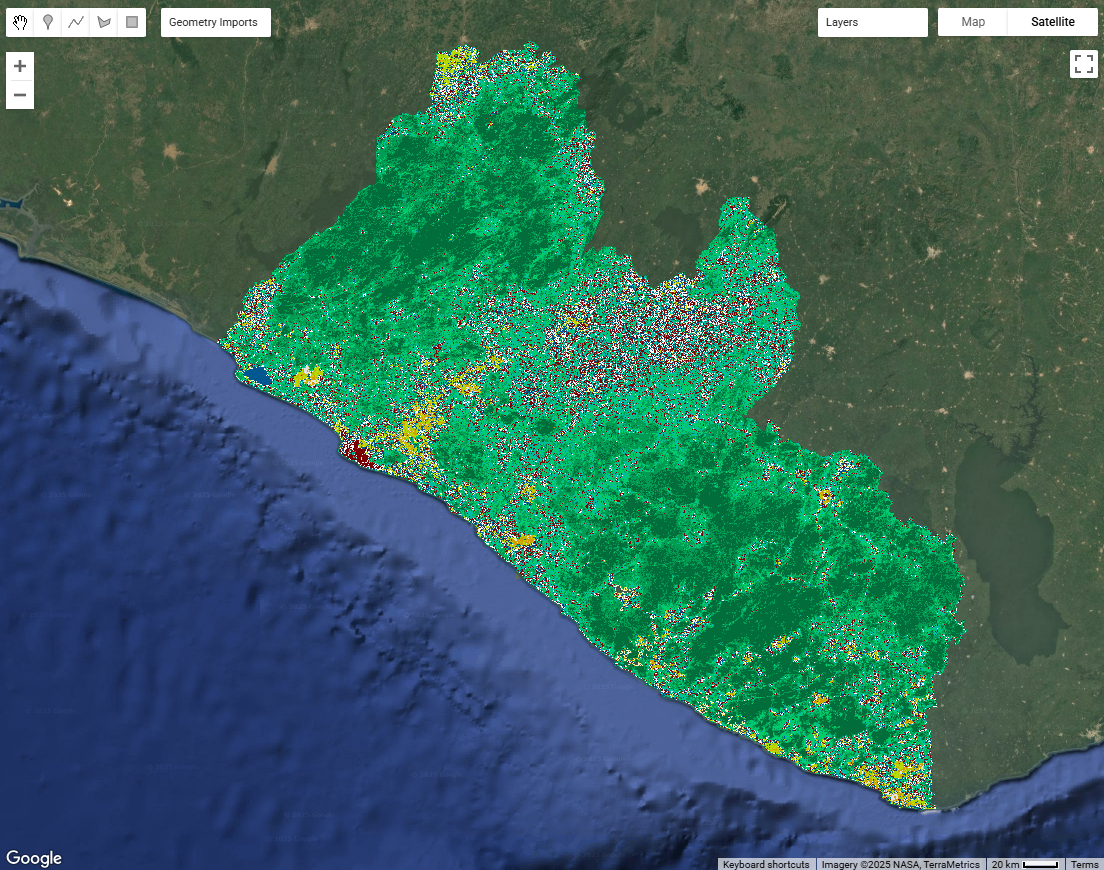 Geometry Imports
Layers
Map
Satellite
Google
Keyboard shortcuts
Imagery ©2025 NASA, TerraMetrics
20 km
Terms